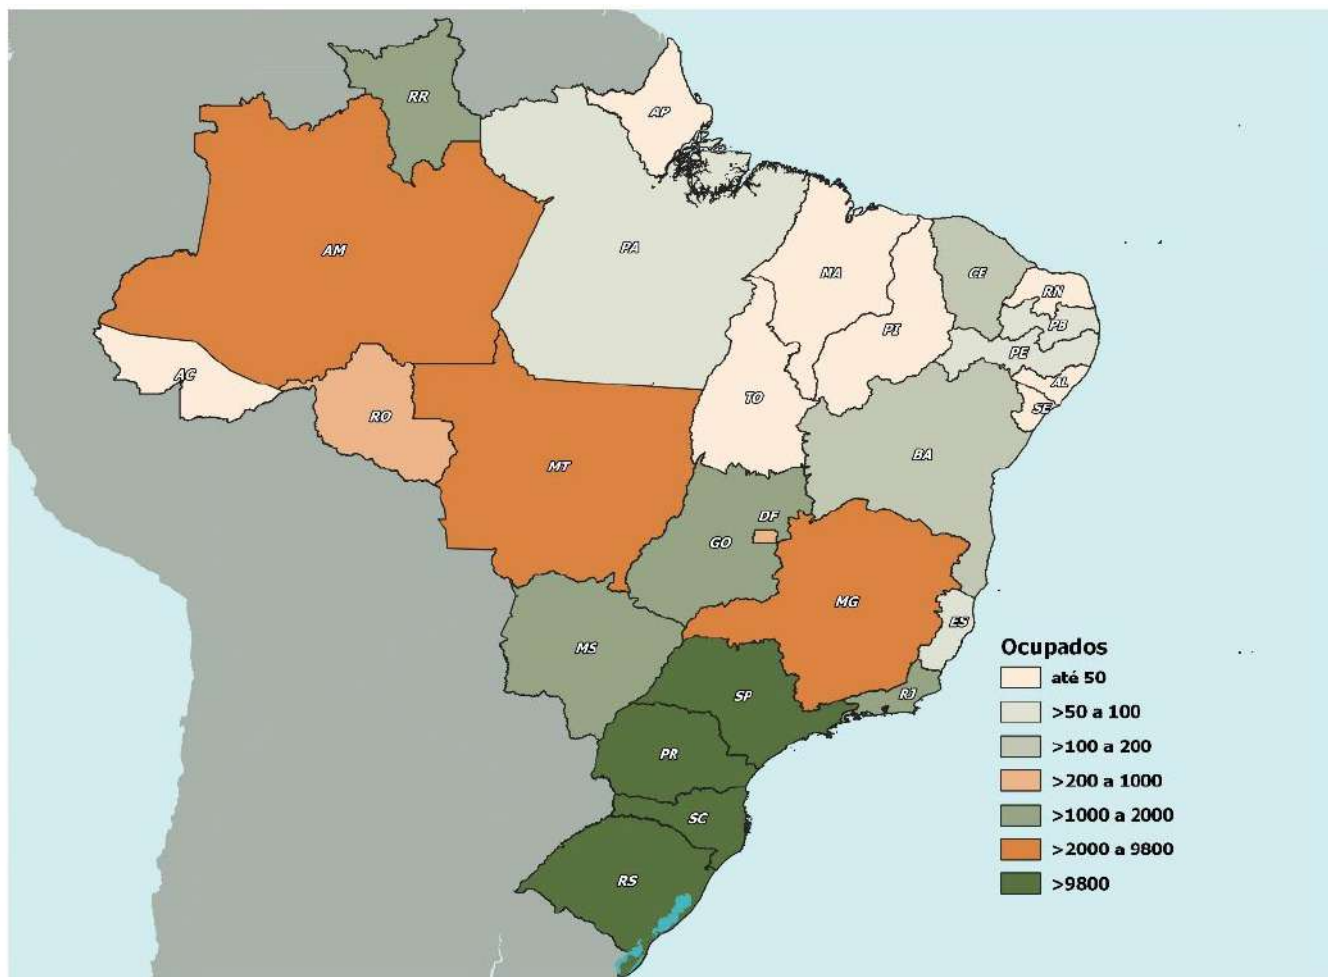 RR
AP
AM
PA
MA
CE
RN
PB
PI
PE
AC
AL
TO
SE
RO
BA
MT
DF
GO
MG
ES
MS
Ocupados
até 50
RJ
SP
>50 a 100
>100 a 200
PR
>200 a 1000
SC
>1000 a 2000
>2000 a 9800
RS
>9800